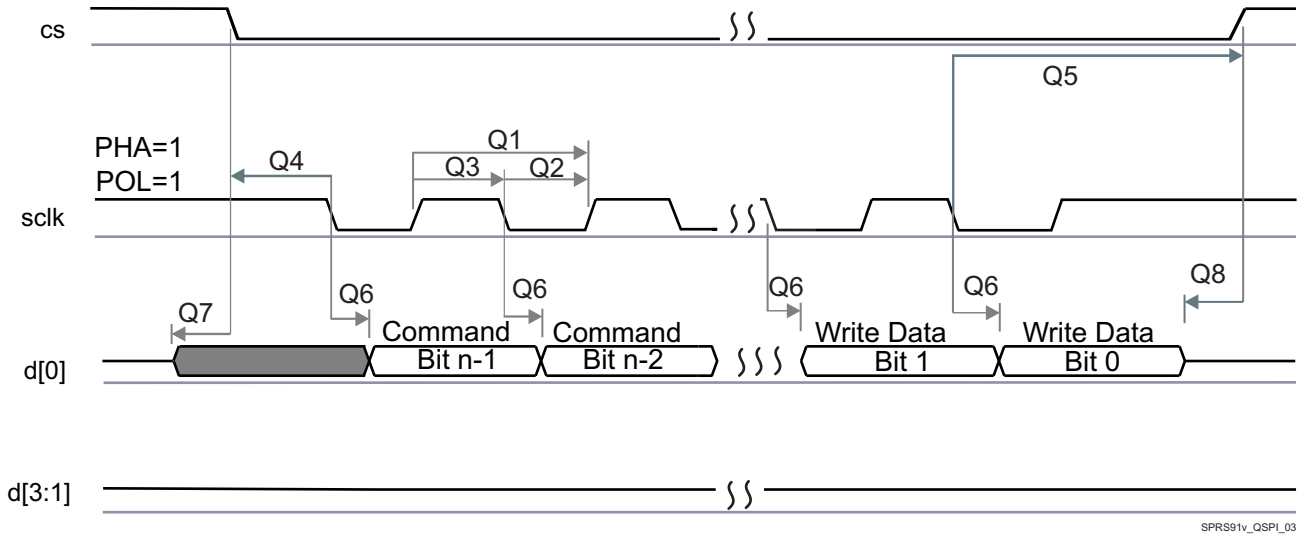 cs
Q5
PHA=1
POL=1
Q4
Q1
Q3
Q2
sclk
Q7
Q6
Q6
Q6
Q6
Q8
d[0]
Command
Bit n-1
Command
Bit n-2
Write Data
Bit 1
Write Data
Bit 0
d[3:1]
SPRS91v_QSPI_03